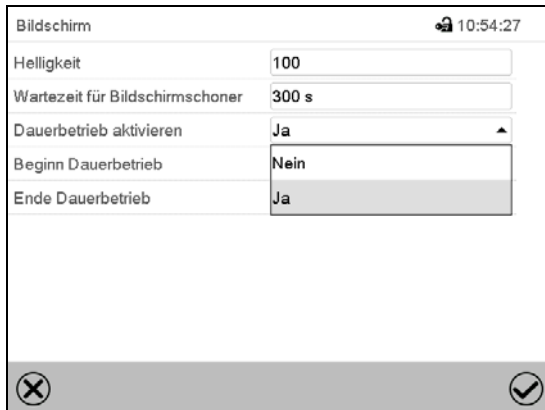 Bildschirm 10:54:27
Helligkeit 100
Wartezeit für Bildschirmschoner 300 s
Dauerbetrieb aktivieren Ja
Beginn Dauerbetrieb Nein
Ende Dauerbetrieb Ja